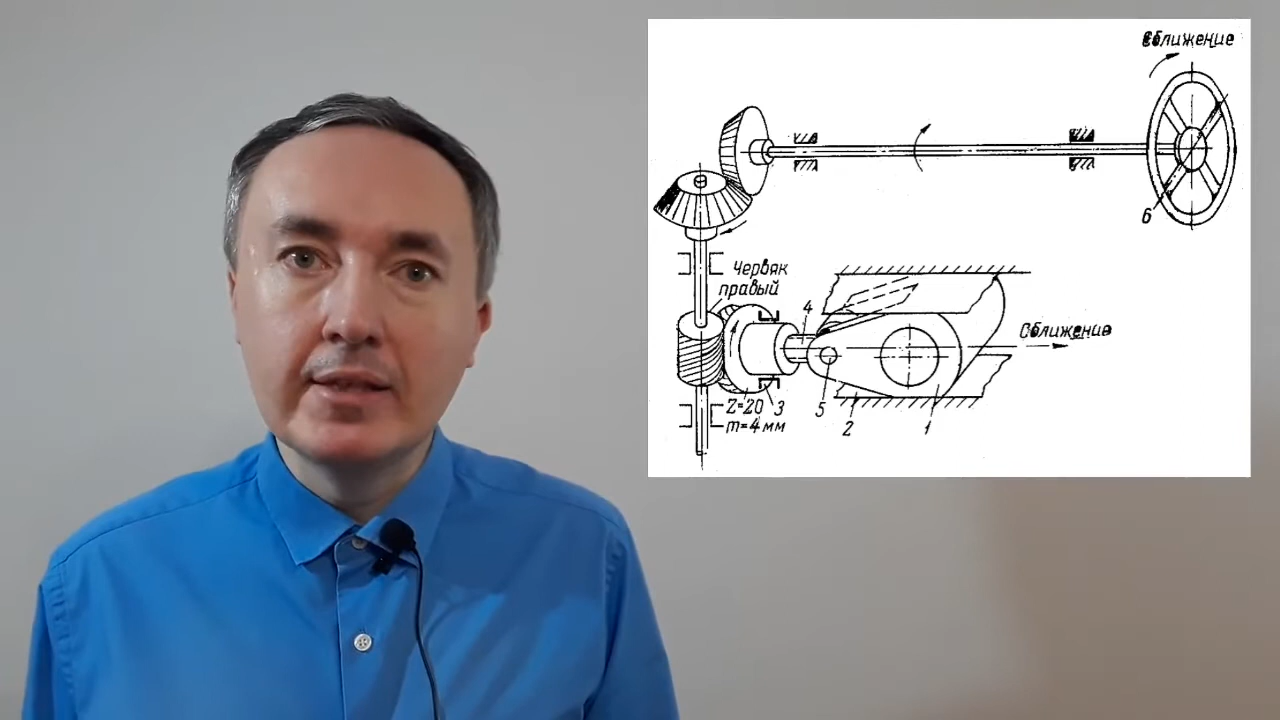 Сближение
6
Червяк
правый
4
Сближение
Z=20 3
m=4 мм
5
2
1